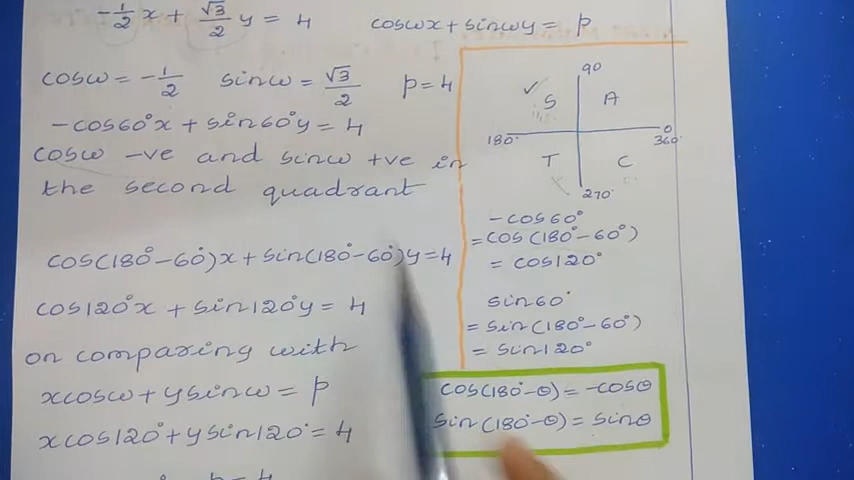 -1/2 x + √3/2 y = 4
cosωx + sinωy = p
cosω = -1/2 sinω = √3/2 p = 4
-cos60°x + sin60°y = 4
cosω -ve and sinω +ve in
the second quadrant
cos(180°-60°)x + sin(180°-60°)y = 4
cos120°x + sin120°y = 4
on comparing with
xcosω + ysinω = p
xcos120° + ysin120° = 4
p = 4
90
S A
180° 0
360°
T C
270°
-cos60°
= cos(180°-60°)
= cos120°
sin60°
= sin(180°-60°)
= sin120°
cos(180°-θ) = -cosθ
sin(180°-θ) = sinθ